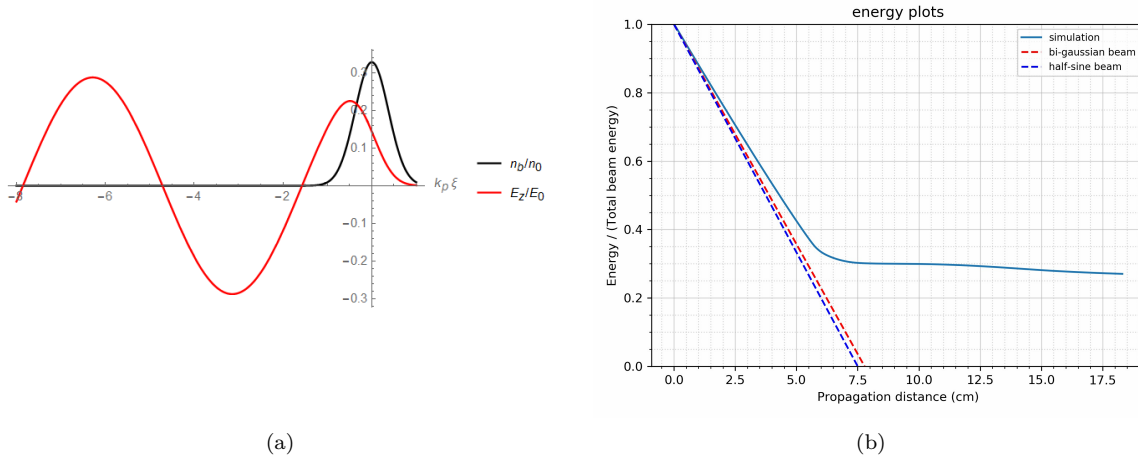 0.3
0.2
0.1
-8
-6
-4
-2
-0.1
-0.2
-0.3
k_p ξ
n_b/n_0
E_z/E_0
(a)
energy plots
simulation
bi-gaussian beam
half-sine beam
1.0
0.8
0.6
0.4
0.2
0.0
Energy / (Total beam energy)
0.0 2.5 5.0 7.5 10.0 12.5 15.0 17.5
Propagation distance (cm)
(b)